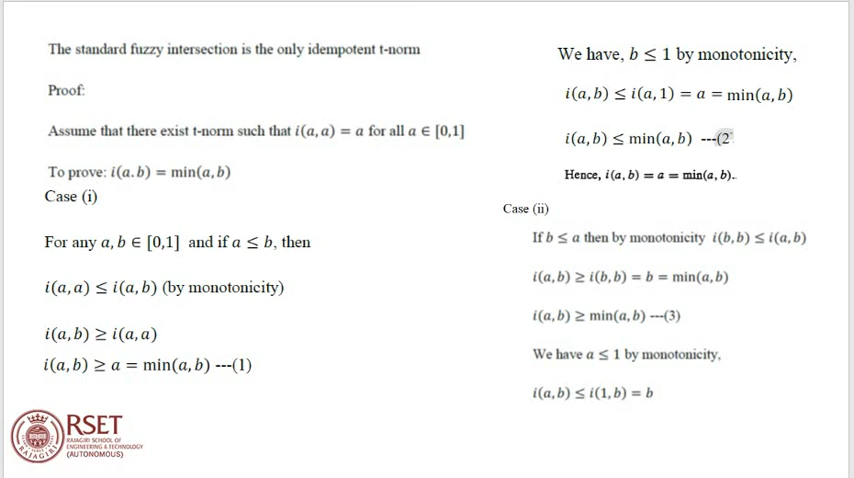 The standard fuzzy intersection is the only idempotent t-norm
Proof:
Assume that there exist t-norm such that i(a, a) = a for all a ∈ [0,1]
To prove: i(a.b) = min(a, b)
Case (i)
For any a, b ∈ [0,1] and if a ≤ b, then
i(a, a) ≤ i(a, b) (by monotonicity)
i(a, b) ≥ i(a, a)
i(a, b) ≥ a = min(a, b) ---(1)
We have, b ≤ 1 by monotonicity,
i(a, b) ≤ i(a, 1) = a = min(a, b)
i(a, b) ≤ min(a, b) ---(2
Hence, i(a, b) = a = min(a, b)..
Case (ii)
If b ≤ a then by monotonicity i(b, b) ≤ i(a, b)
i(a, b) ≥ i(b, b) = b = min(a, b)
i(a, b) ≥ min(a, b) ---(3)
We have a ≤ 1 by monotonicity,
i(a, b) ≤ i(1, b) = b
RAJAGIRI
RSET
RAJAGIRI SCHOOL OF
ENGINEERING & TECHNOLOGY
(AUTONOMOUS)